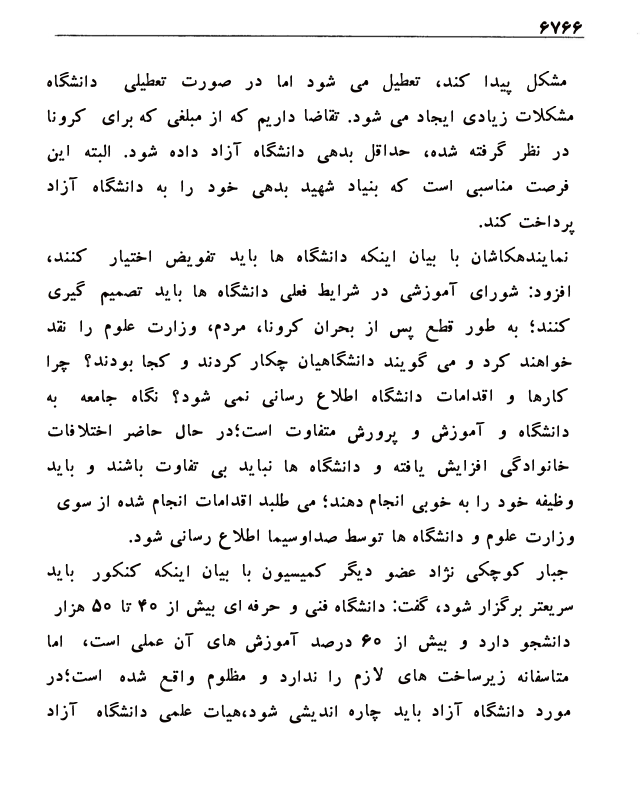 ۶۷۶۶
مشکل پیدا کند، تعطیل می شود اما در صورت تعطیلی دانشگاه
مشکلات زیادی ایجاد می شود. تقاضا داریم که از مبلغی که برای کرونا
در نظر گرفته شده، حداقل بدهی دانشگاه آزاد داده شود. البته این
فرصت مناسبی است که بنیاد شهید بدهی خود را به دانشگاه آزاد
پرداخت کند.
نمایندهکاشان با بیان اینکه دانشگاه ها باید تفویض اختیار کنند،
افزود: شورای آموزشی در شرایط فعلی دانشگاه ها باید تصمیم گیری
کنند؛ به طور قطع پس از بحران کرونا، مردم، وزارت علوم را نقد
خواهند کرد و می گویند دانشگاهیان چکار کردند و کجا بودند؟ چرا
کارها و اقدامات دانشگاه اطلاع رسانی نمی شود؟ نگاه جامعه به
دانشگاه و آموزش و پرورش متفاوت است؛در حال حاضر اختلافات
خانوادگی افزایش یافته و دانشگاه ها نباید بی تفاوت باشند و باید
وظیفه خود را به خوبی انجام دهند؛ می طلبد اقدامات انجام شده از سوی
وزارت علوم و دانشگاه ها توسط صداوسیما اطلاع رسانی شود.
جبار کوچکی نژاد عضو دیگر کمیسیون با بیان اینکه کنکور باید
سریعتر برگزار شود، گفت: دانشگاه فنی و حرفه ای بیش از ۴۰ تا ۵۰ هزار
دانشجو دارد و بیش از ۶۰ درصد آموزش های آن عملی است، اما
متاسفانه زیرساخت های لازم را ندارد و مظلوم واقع شده است؛در
مورد دانشگاه آزاد باید چاره اندیشی شود،هیات علمی دانشگاه آزاد